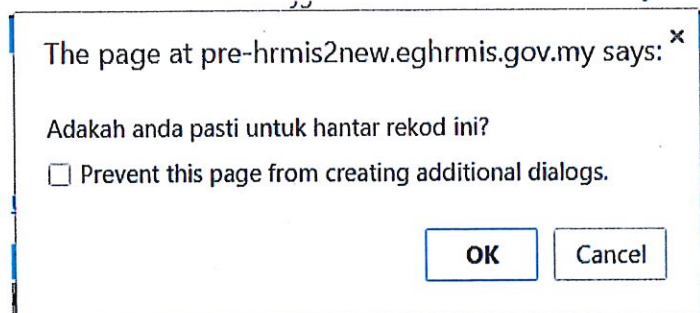 The page at pre-hrmis2new.eghrmis.gov.my says:
Adakah anda pasti untuk hantar rekod ini?
Prevent this page from creating additional dialogs.
OK
Cancel